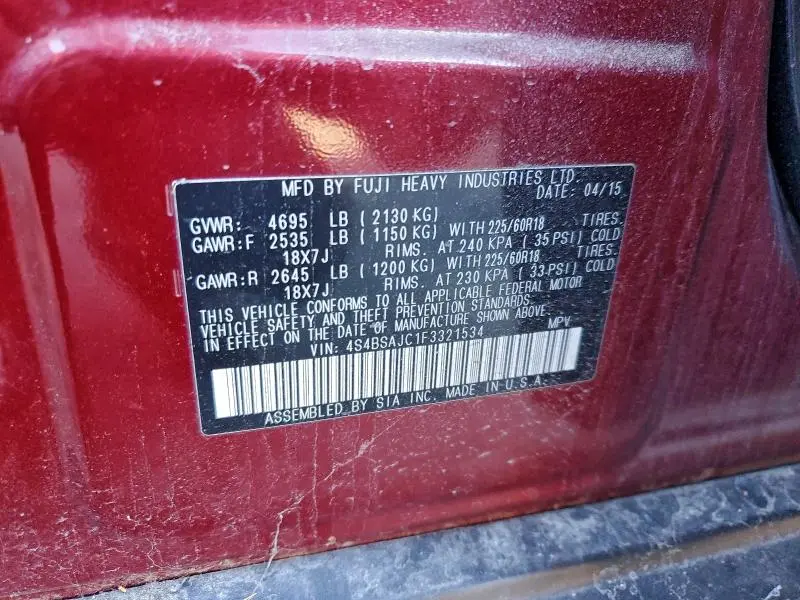 MFD BY FUJI HEAVY INDUSTRIES LTD.
DATE: 04/15
GVWR: 4695 LB (2130 KG)
GAWR:F 2535 LB (1150 KG) WITH 225/60R18 TIRES.
18X7J RIMS. AT 240 KPA (35 PSI) COLD
GAWR:R 2645 LB (1200 KG) WITH 225/60R18 TIRES.
18X7J RIMS. AT 230 KPA (33 PSI) COLD
THIS VEHICLE CONFORMS TO ALL APPLICABLE FEDERAL MOTOR
VEHICLE SAFETY AND THEFT PREVENTION STANDARDS
IN EFFECT ON THE DATE OF MANUFACTURE SHOWN ABOVE.
VIN: 4S4BSAJC1F3321534 MPV
ASSEMBLED BY SIA INC. MADE IN U.S.A.